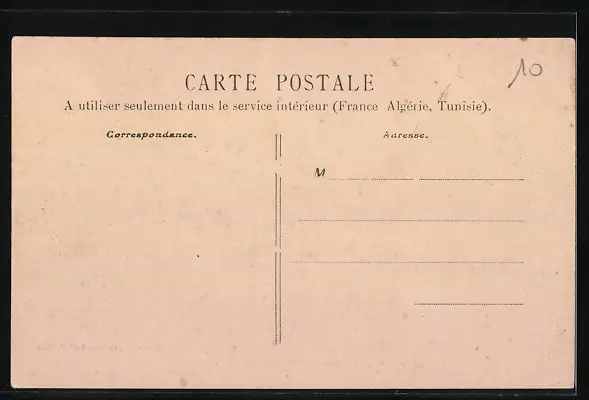 10
CARTE POSTALE
A utiliser seulement dans le service intérieur (France Algérie, Tunisie).
Correspondance.
Adresse.
M